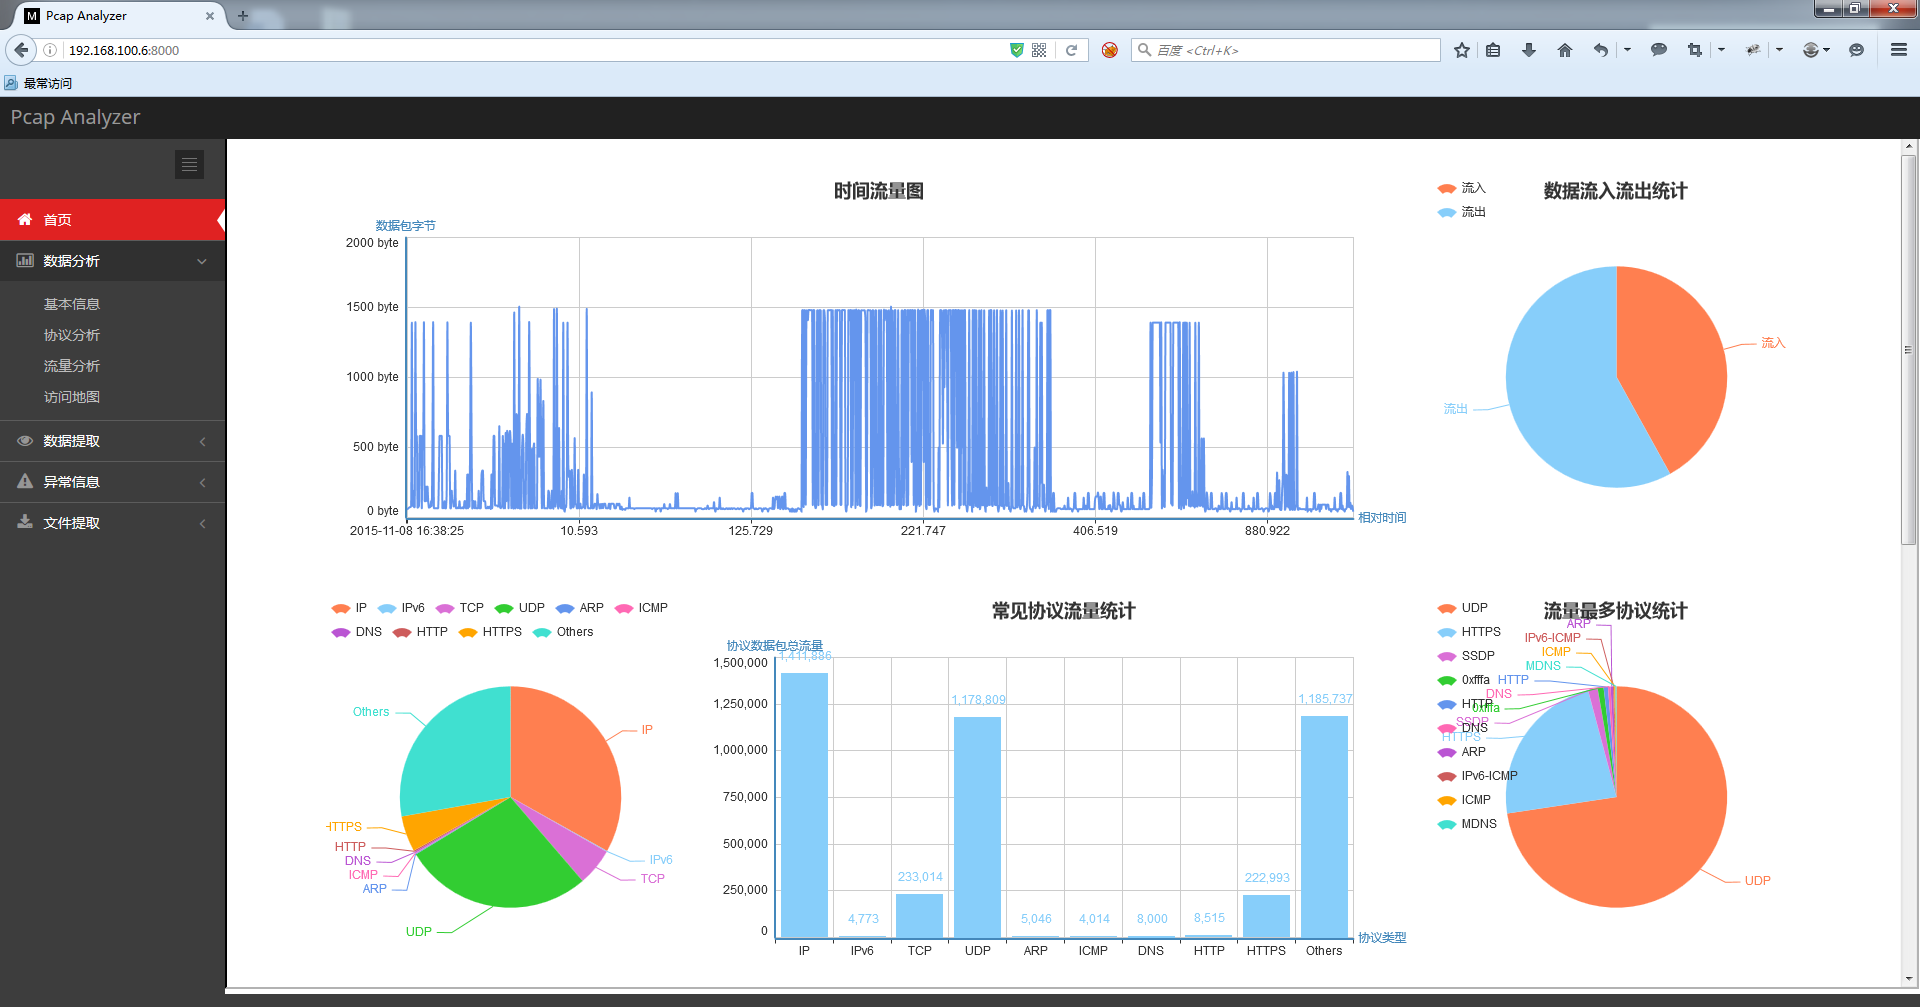 Pcap Analyzer
192.168.100.6:8000
百度 <Ctrl+K>
最常访问
Pcap Analyzer
首页
数据分析
基本信息
协议分析
流量分析
访问地图
数据提取
异常信息
文件提取
时间流量图
数据包字节
2000 byte
1500 byte
1000 byte
500 byte
0 byte
2015-11-08 16:38:25
10.593
125.729
221.747
406.519
880.922
相对时间
流入
流出
数据流入流出统计
流入
流出
IP
IPv6
TCP
UDP
ARP
ICMP
DNS
HTTP
HTTPS
Others
Others
IP
HTTPS
HTTP
DNS
ICMP
ARP
UDP
IPv6
TCP
常见协议流量统计
协议数据包总流量
1,500,000
1,250,000
1,000,000
750,000
500,000
250,000
0
1,411,886
4,773
233,014
1,178,809
5,046
4,014
8,000
8,515
222,993
1,185,737
IP
IPv6
TCP
UDP
ARP
ICMP
DNS
HTTP
HTTPS
Others
协议类型
流量最多协议统计
UDP
HTTPS
SSDP
0xfffa
HTTP
DNS
ARP
IPv6-ICMP
ICMP
MDNS
ARP
IPv6-ICMP
ICMP
MDNS
HTTP
DNS
0xfffa
SSDP
HTTPS
UDP